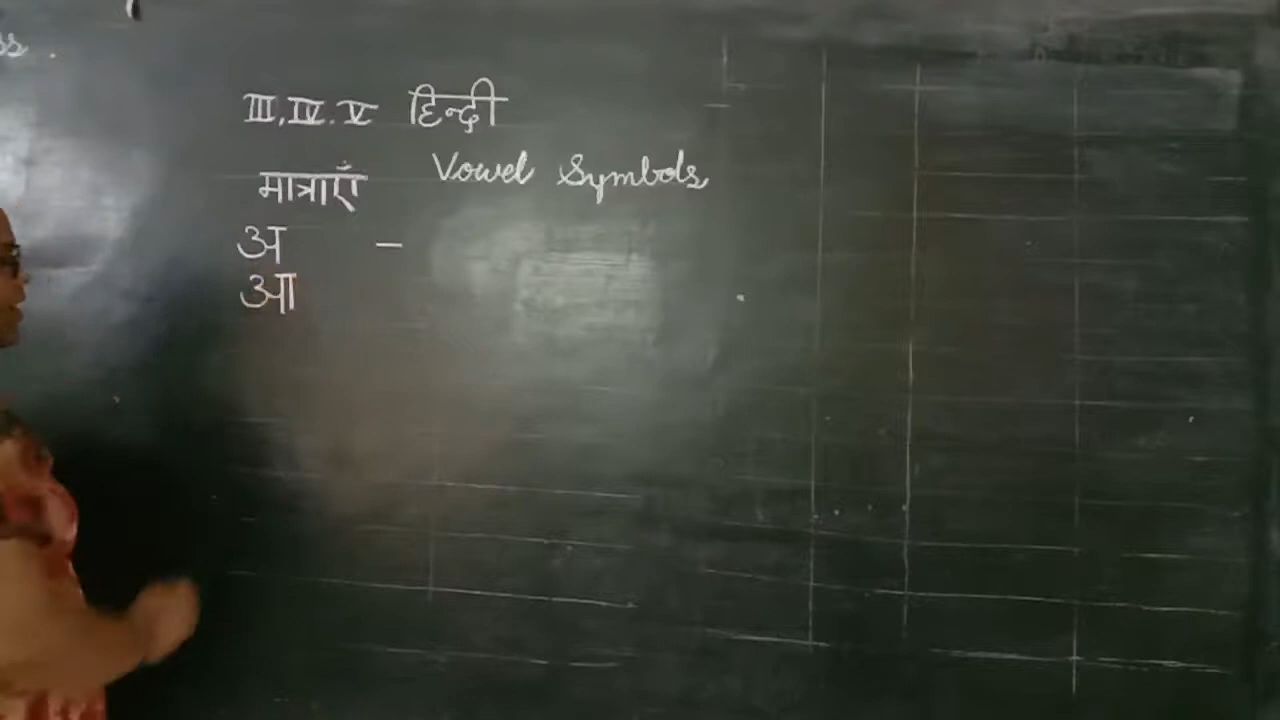 III, IV. V हिन्दी
मात्राएँ Vowel Symbols
अ –
आ